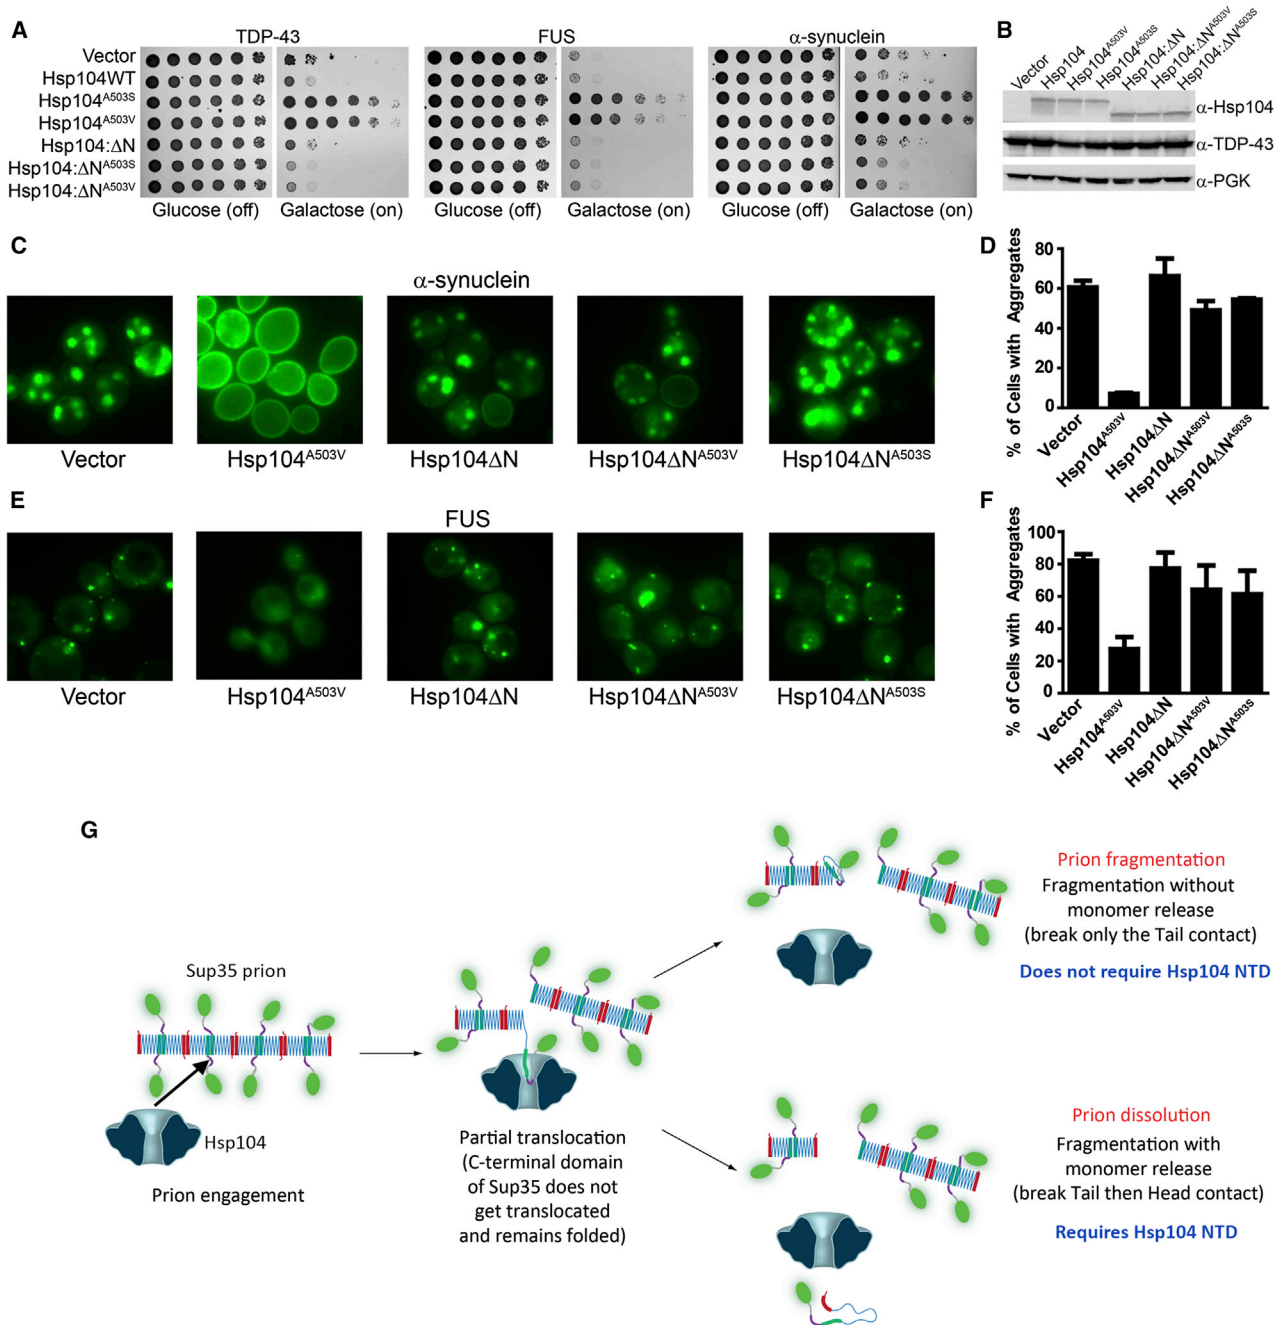 A
TDP-43
FUS
α-synuclein
Vector
Hsp104WT
Hsp104A503S
Hsp104A503V
Hsp104:ΔN
Hsp104:ΔNA503S
Hsp104:ΔNA503V
Glucose (off)
Galactose (on)
Glucose (off)
Galactose (on)
Glucose (off)
Galactose (on)
B
Vector
Hsp104
Hsp104A503V
Hsp104A503S
Hsp104:ΔN
Hsp104:ΔNA503V
Hsp104:ΔNA503S
α-Hsp104
α-TDP-43
α-PGK
C
α-synuclein
Vector
Hsp104A503V
Hsp104ΔN
Hsp104ΔNA503V
Hsp104ΔNA503S
D
% of Cells with Aggregates
80
60
40
20
0
Vector
Hsp104A503V
Hsp104ΔN
Hsp104ΔNA503V
Hsp104ΔNA503S
E
FUS
Vector
Hsp104A503V
Hsp104ΔN
Hsp104ΔNA503V
Hsp104ΔNA503S
F
% of Cells with Aggregates
100
80
60
40
20
0
Vector
Hsp104A503V
Hsp104ΔN
Hsp104ΔNA503V
Hsp104ΔNA503S
G
Sup35 prion
Hsp104
Prion engagement
Partial translocation
(C-terminal domain
of Sup35 does not
get translocated
and remains folded)
Prion fragmentation
Fragmentation without
monomer release
(break only the Tail contact)
Does not require Hsp104 NTD
Prion dissolution
Fragmentation with
monomer release
(break Tail then Head contact)
Requires Hsp104 NTD